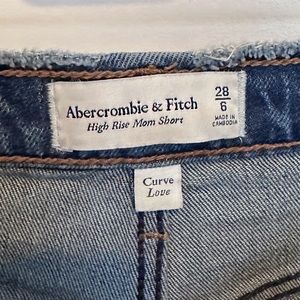 Abercrombie & Fitch
High Rise Mom Short
28
6
MADE IN
CAMBODIA
Curve
Love